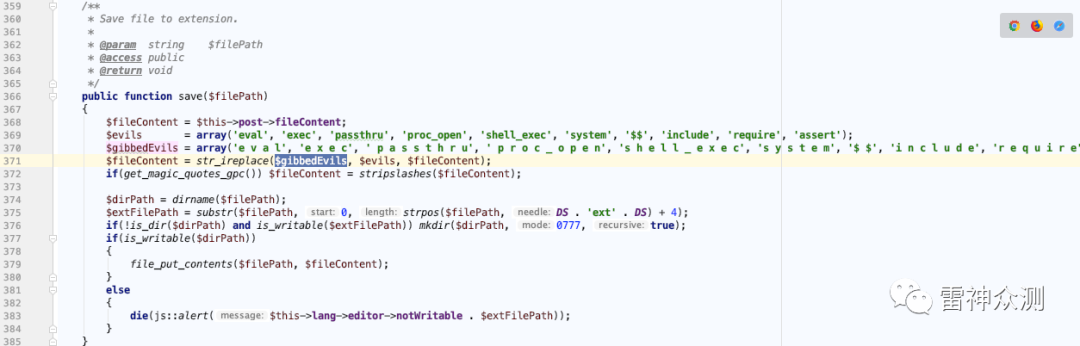 359 /**
360 * Save file to extension.
361 *
362 * @param string $filePath
363 * @access public
364 * @return void
365 */
366 public function save($filePath)
367 {
368 $fileContent = $this->post->fileContent;
369 $evils = array('eval', 'exec', 'passthru', 'proc_open', 'shell_exec', 'system', '$$', 'include', 'require', 'assert');
370 $gibbedEvils = array('e v a l', 'e x e c', ' p a s s t h r u', ' p r o c _ o p e n', 's h e l l _ e x e c', 's y s t e m', '$ $', 'i n c l u d e', 'r e q u i r e'
371 $fileContent = str_ireplace($gibbedEvils, $evils, $fileContent);
372 if(get_magic_quotes_gpc()) $fileContent = stripslashes($fileContent);
373
374 $dirPath = dirname($filePath);
375 $extFilePath = substr($filePath, start: 0, length: strpos($filePath, needle: DS . 'ext' . DS) + 4);
376 if(!is_dir($dirPath) and is_writable($extFilePath)) mkdir($dirPath, mode: 0777, recursive: true);
377 if(is_writable($dirPath))
378 {
379 file_put_contents($filePath, $fileContent);
380 }
381 else
382 {
383 die(js::alert( message: $this->lang->editor->notWritable . $extFilePath));
384 }
385 }
雷神众测